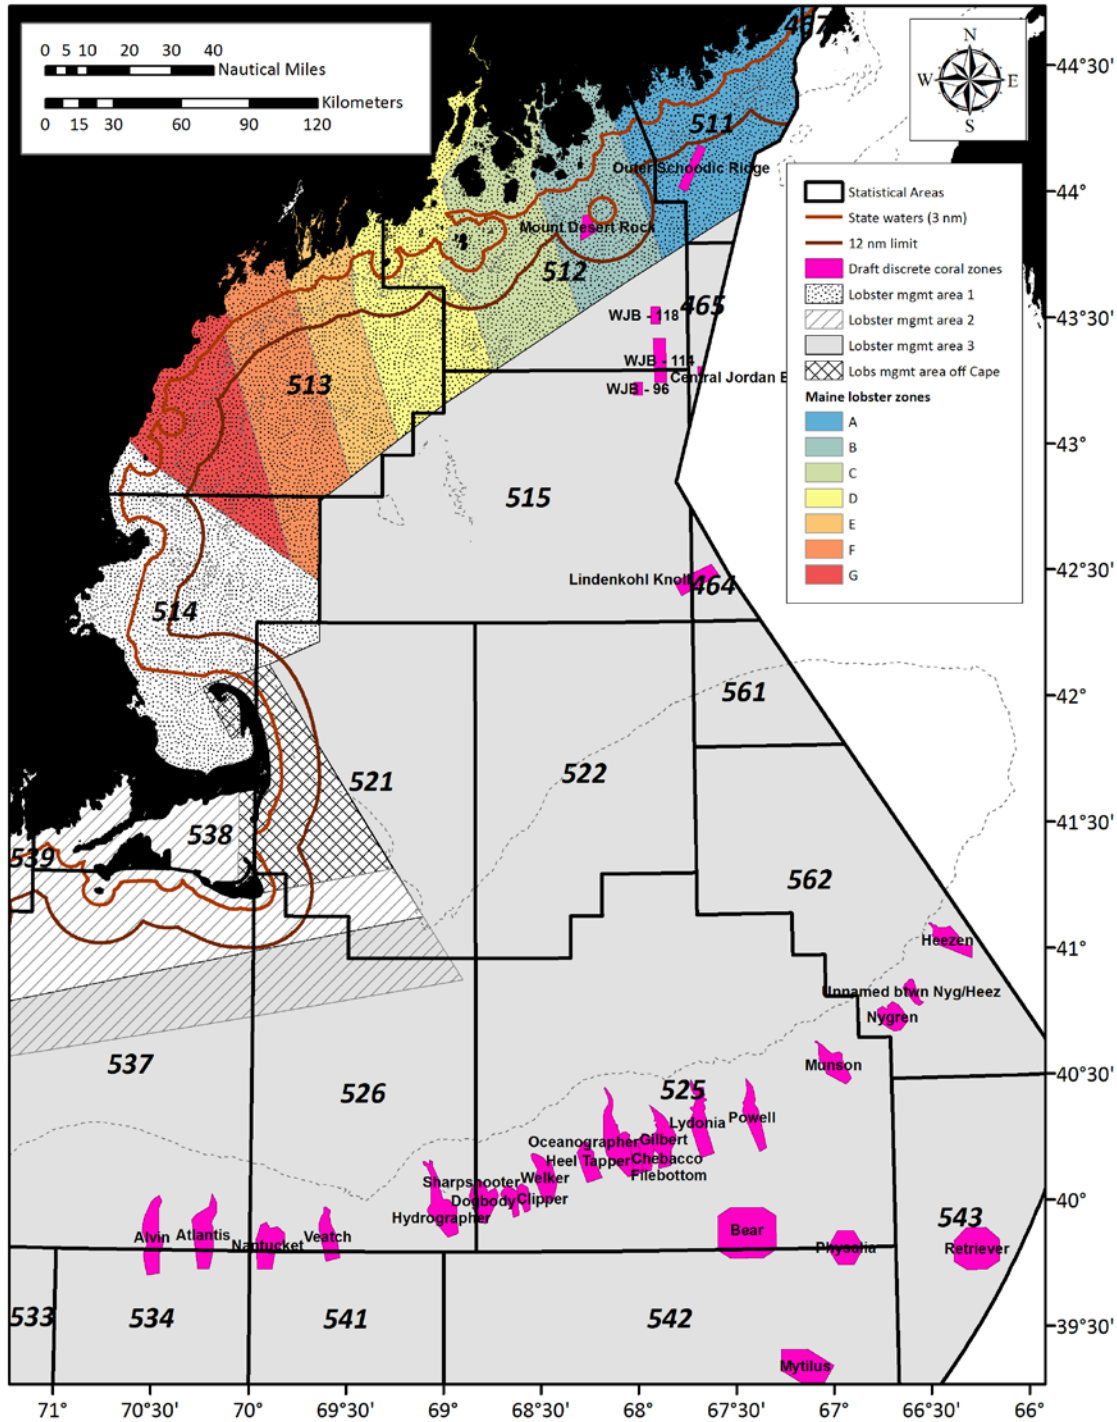 0 5 10 20 30 40
Nautical Miles
Kilometers
0 15 30 60 90 120
N
W E
S
467
44°30'
511
Outer Schoodic Ridge
44°
Mount Desert Rock
512
Statistical Areas
State waters (3 nm)
12 nm limit
Draft discrete coral zones
Lobster mgmt area 1
Lobster mgmt area 2
Lobster mgmt area 3
Lobs mgmt area off Cape
Maine lobster zones
A
B
C
D
E
F
G
465
WJB - 118
43°30'
WJB - 114
Central Jordan B
WJB - 96
513
43°
515
Lindenkohl Knoll
464
42°30'
514
561
42°
521
522
538
539
41°30'
562
Heezen
41°
Unnamed btwn Nyg/Heez
Nygren
537
Munson
40°30'
526
525
Lydonia
Powell
Oceanographer
Gilbert
Heel Tapper
Chebacco
Filebottom
Sharpshooter
Welker
Dogbody
Clipper
40°
Hydrographer
Alvin
Atlantis
Nantucket
Veatch
Bear
Physalia
543
Retriever
533
534
541
542
39°30'
Mytilus
71° 70°30' 70° 69°30' 69° 68°30' 68° 67°30' 67° 66°30' 66°